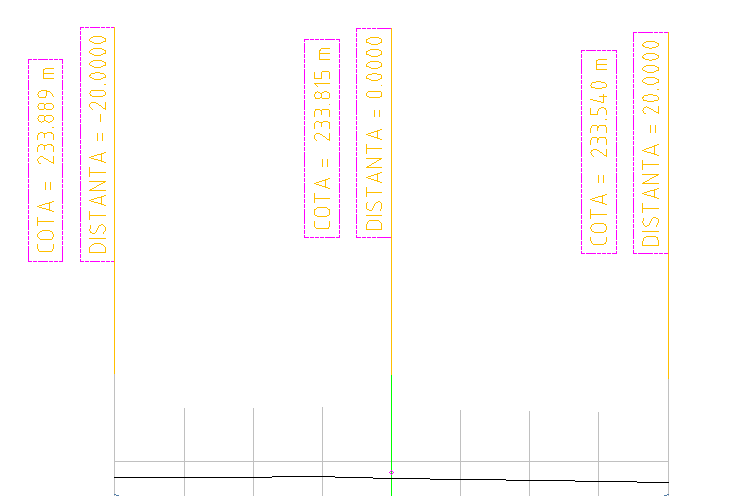 COTA = 233.889 m
DISTANTA = -20.0000
COTA = 233.815 m
DISTANTA = 0.0000
COTA = 233.540 m
DISTANTA = 20.0000